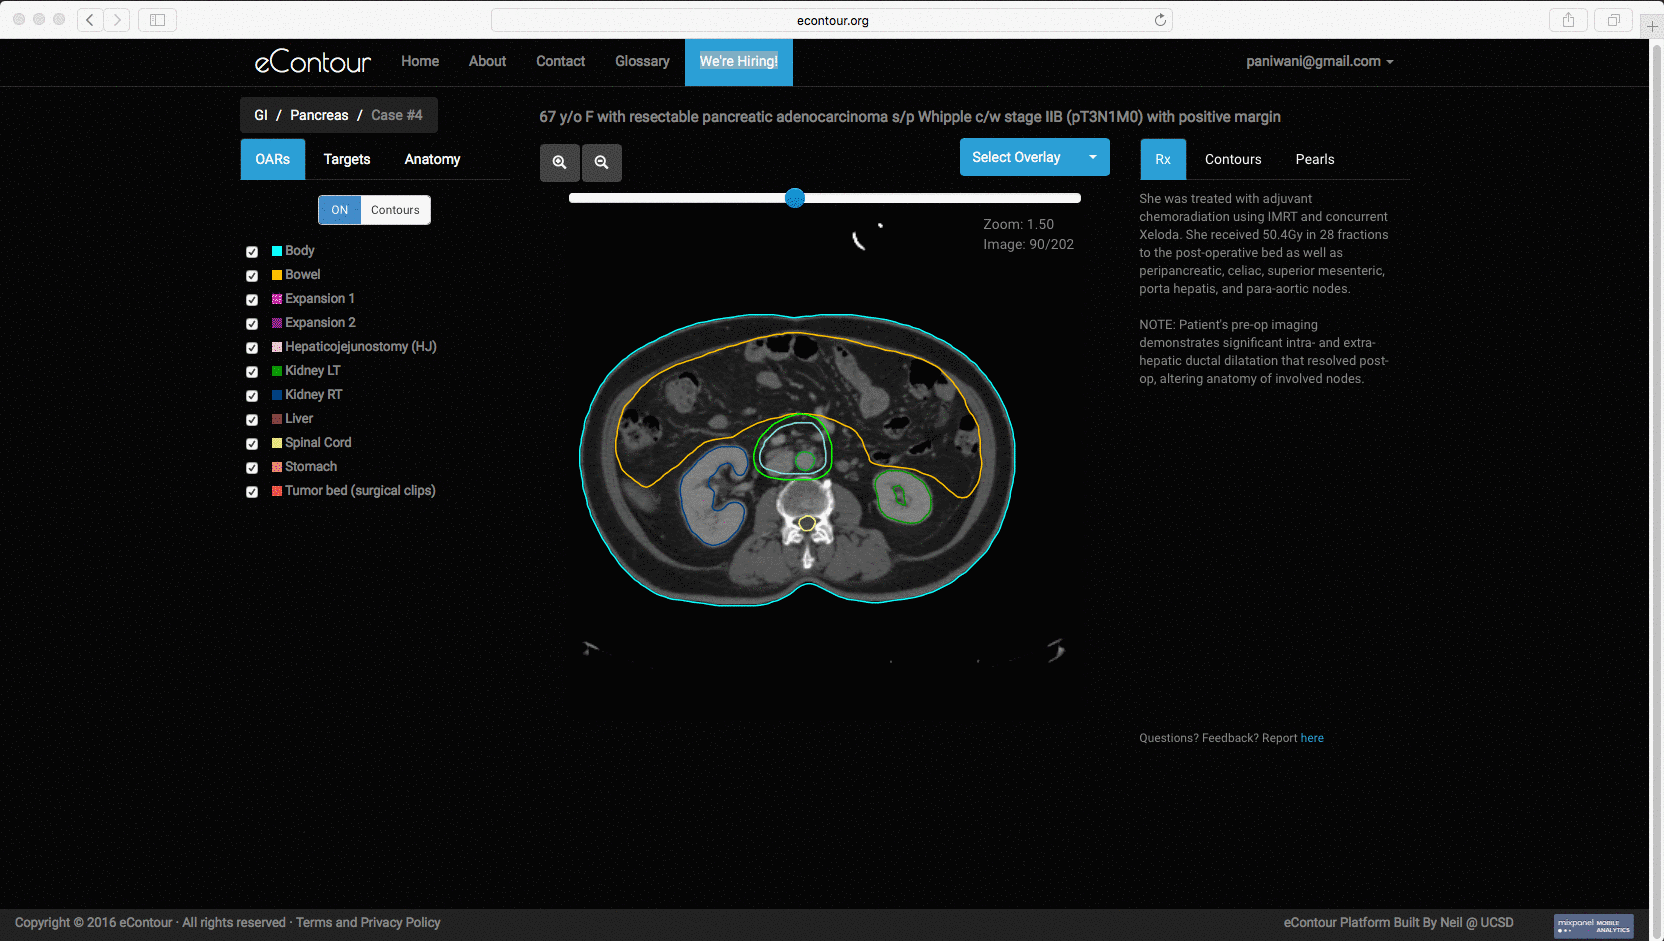 econtour.org
eContour Home About Contact Glossary We're Hiring! paniwani@gmail.com
GI / Pancreas / Case #4
67 y/o F with resectable pancreatic adenocarcinoma s/p Whipple c/w stage IIB (pT3N1M0) with positive margin
OARs Targets Anatomy
Select Overlay
Rx Contours Pearls
ON Contours
Body
Bowel
Expansion 1
Expansion 2
Hepaticojejunostomy (HJ)
Kidney LT
Kidney RT
Liver
Spinal Cord
Stomach
Tumor bed (surgical clips)
Zoom: 1.50
Image: 90/202
She was treated with adjuvant
chemoradiation using IMRT and concurrent
Xeloda. She received 50.4Gy in 28 fractions
to the post-operative bed as well as
peripancreatic, celiac, superior mesenteric,
porta hepatis, and para-aortic nodes.
NOTE: Patient's pre-op imaging
demonstrates significant intra- and extra-
hepatic ductal dilatation that resolved post-
op, altering anatomy of involved nodes.
Questions? Feedback? Report here
Copyright © 2016 eContour · All rights reserved · Terms and Privacy Policy
eContour Platform Built By Neil @ UCSD
mixpanel MOBILE
ANALYTICS